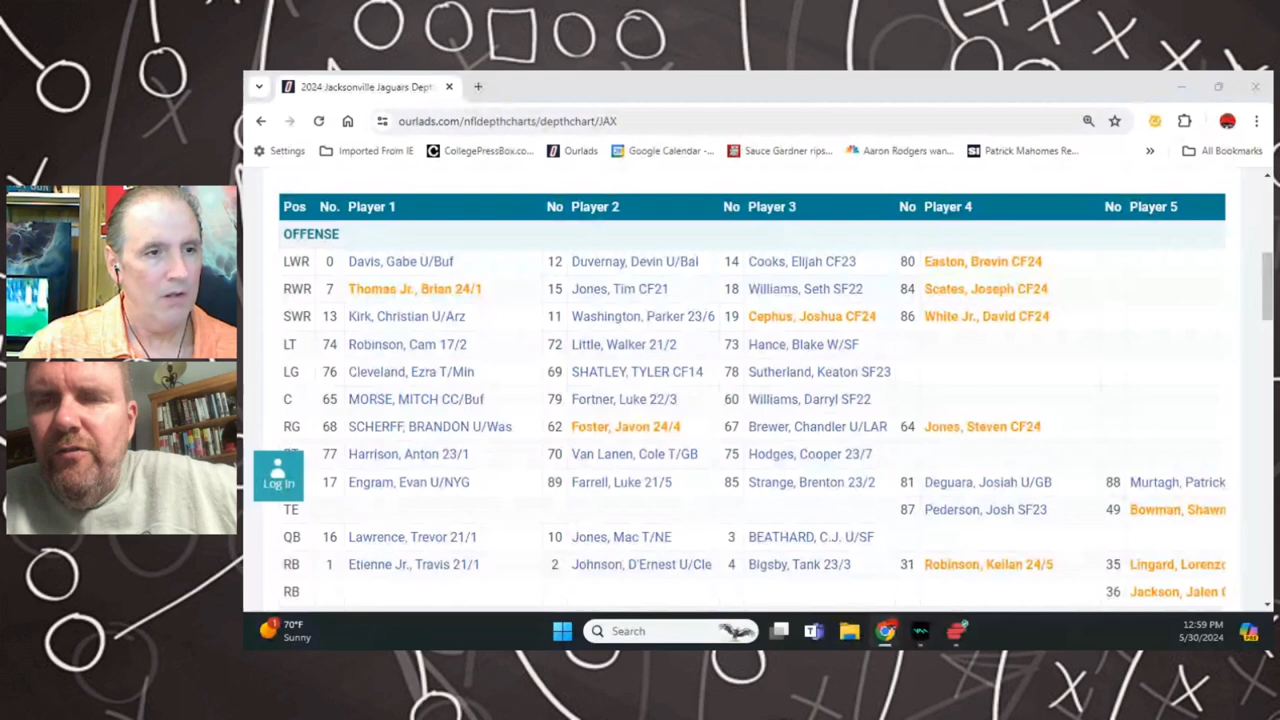 2024 Jacksonville Jaguars Dept
ourlads.com/nfldepthcharts/depthchart/JAX
Settings Imported From IE CollegePressBox.co... Ourlads Google Calendar -... Sauce Gardner rips... Aaron Rodgers wan... Patrick Mahomes Re... » All Bookmarks
Pos No. Player 1 No Player 2 No Player 3 No Player 4 No Player 5
OFFENSE
LWR 0 Davis, Gabe U/Buf 12 Duvernay, Devin U/Bal 14 Cooks, Elijah CF23 80 Easton, Brevin CF24
RWR 7 Thomas Jr., Brian 24/1 15 Jones, Tim CF21 18 Williams, Seth SF22 84 Scates, Joseph CF24
SWR 13 Kirk, Christian U/Arz 11 Washington, Parker 23/6 19 Cephus, Joshua CF24 86 White Jr., David CF24
LT 74 Robinson, Cam 17/2 72 Little, Walker 21/2 73 Hance, Blake W/SF
LG 76 Cleveland, Ezra T/Min 69 SHATLEY, TYLER CF14 78 Sutherland, Keaton SF23
C 65 MORSE, MITCH CC/Buf 79 Fortner, Luke 22/3 60 Williams, Darryl SF22
RG 68 SCHERFF, BRANDON U/Was 62 Foster, Javon 24/4 67 Brewer, Chandler U/LAR 64 Jones, Steven CF24
77 Harrison, Anton 23/1 70 Van Lanen, Cole T/GB 75 Hodges, Cooper 23/7
17 Engram, Evan U/NYG 89 Farrell, Luke 21/5 85 Strange, Brenton 23/2 81 Deguara, Josiah U/GB 88 Murtagh, Patrick
Log In
TE 87 Pederson, Josh SF23 49 Bowman, Shawn
QB 16 Lawrence, Trevor 21/1 10 Jones, Mac T/NE 3 BEATHARD, C.J. U/SF
RB 1 Etienne Jr., Travis 21/1 2 Johnson, D'Ernest U/Cle 4 Bigsby, Tank 23/3 31 Robinson, Keilan 24/5 35 Lingard, Lorenzo
RB 36 Jackson, Jalen
70°F
Sunny
Search
12:59 PM
5/30/2024